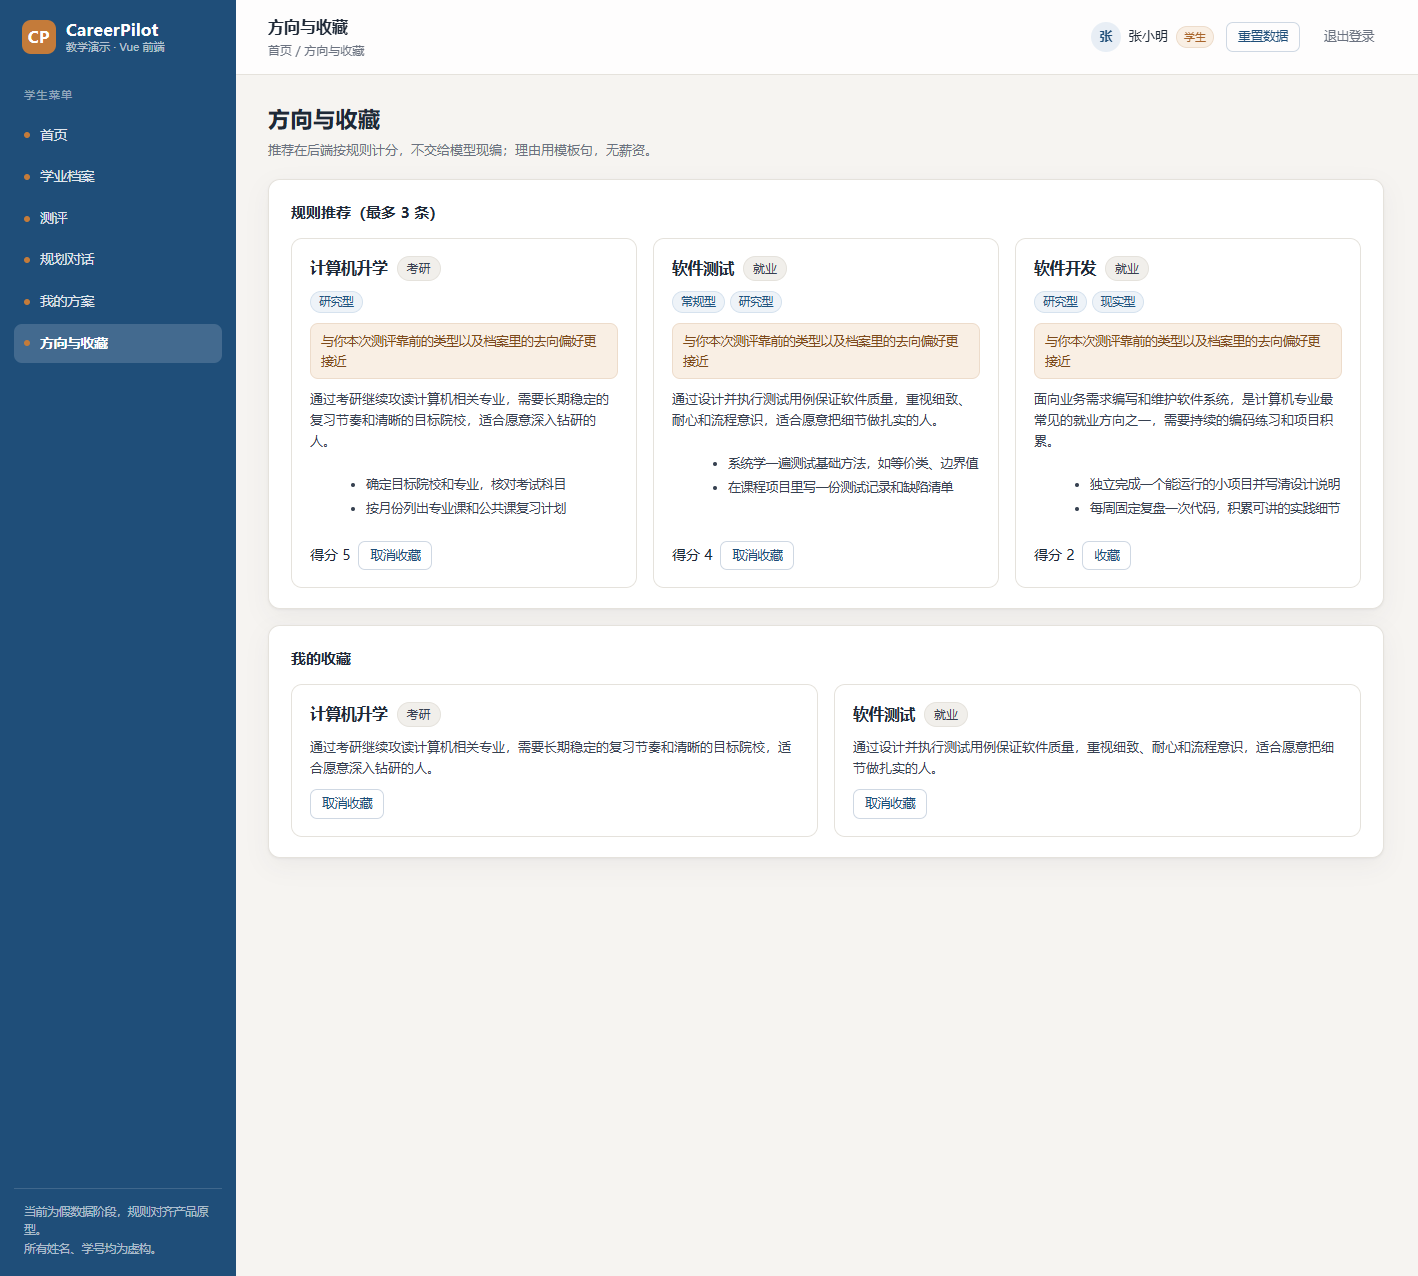 CP
CareerPilot
教学演示 · Vue 前端
学生菜单
首页
学业档案
测评
规划对话
我的方案
方向与收藏
当前为假数据阶段，规则对齐产品原
型。
所有姓名、学号均为虚构。
方向与收藏
首页 / 方向与收藏
张 张小明 学生 重置数据 退出登录
方向与收藏
推荐在后端按规则计分，不交给模型现编；理由用模板句，无薪资。
规则推荐（最多 3 条）
计算机升学 考研
研究型
与你本次测评靠前的类型以及档案里的去向偏好更
接近
通过考研继续攻读计算机相关专业，需要长期稳定的
复习节奏和清晰的目标院校，适合愿意深入钻研的
人。
确定目标院校和专业，核对考试科目
按月份列出专业课和公共课复习计划
得分 5 取消收藏
软件测试 就业
常规型 研究型
与你本次测评靠前的类型以及档案里的去向偏好更
接近
通过设计并执行测试用例保证软件质量，重视细致、
耐心和流程意识，适合愿意把细节做扎实的人。
系统学一遍测试基础方法，如等价类、边界值
在课程项目里写一份测试记录和缺陷清单
得分 4 取消收藏
软件开发 就业
研究型 现实型
与你本次测评靠前的类型以及档案里的去向偏好更
接近
面向业务需求编写和维护软件系统，是计算机专业最
常见的就业方向之一，需要持续的编码练习和项目积
累。
独立完成一个能运行的小项目并写清设计说明
每周固定复盘一次代码，积累可讲的实践细节
得分 2 收藏
我的收藏
计算机升学 考研
通过考研继续攻读计算机相关专业，需要长期稳定的复习节奏和清晰的目标院校，适
合愿意深入钻研的人。
取消收藏
软件测试 就业
通过设计并执行测试用例保证软件质量，重视细致、耐心和流程意识，适合愿意把细
节做扎实的人。
取消收藏